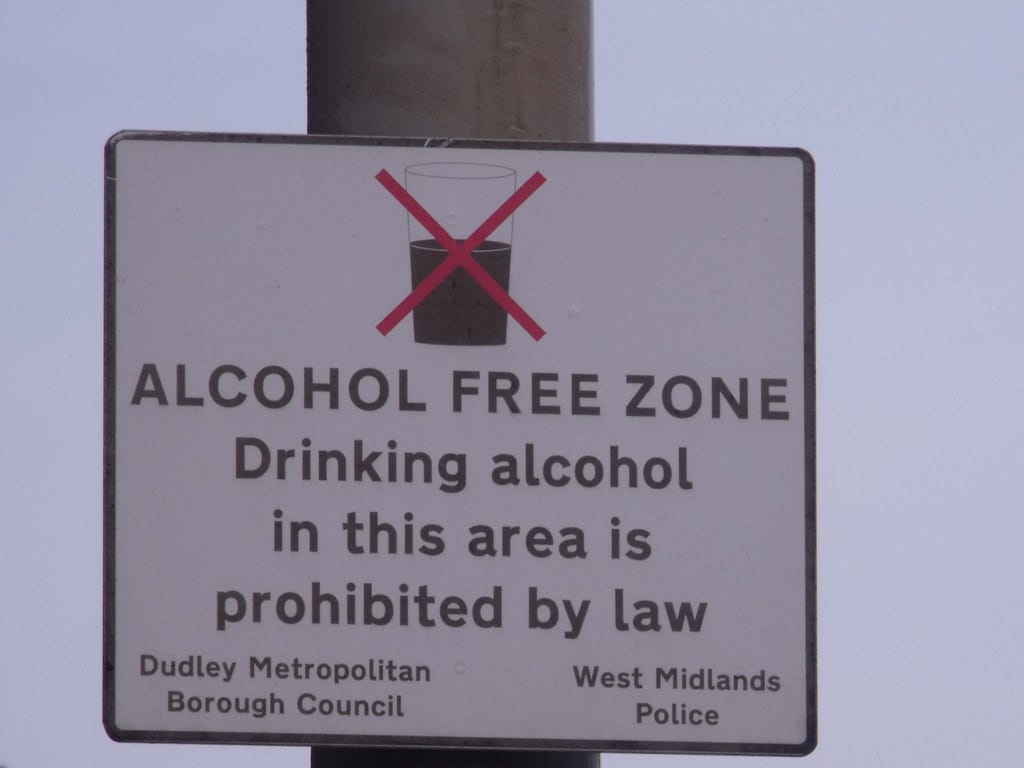 ALCOHOL FREE ZONE
Drinking alcohol
in this area is
prohibited by law
Dudley Metropolitan
Borough Council
West Midlands
Police